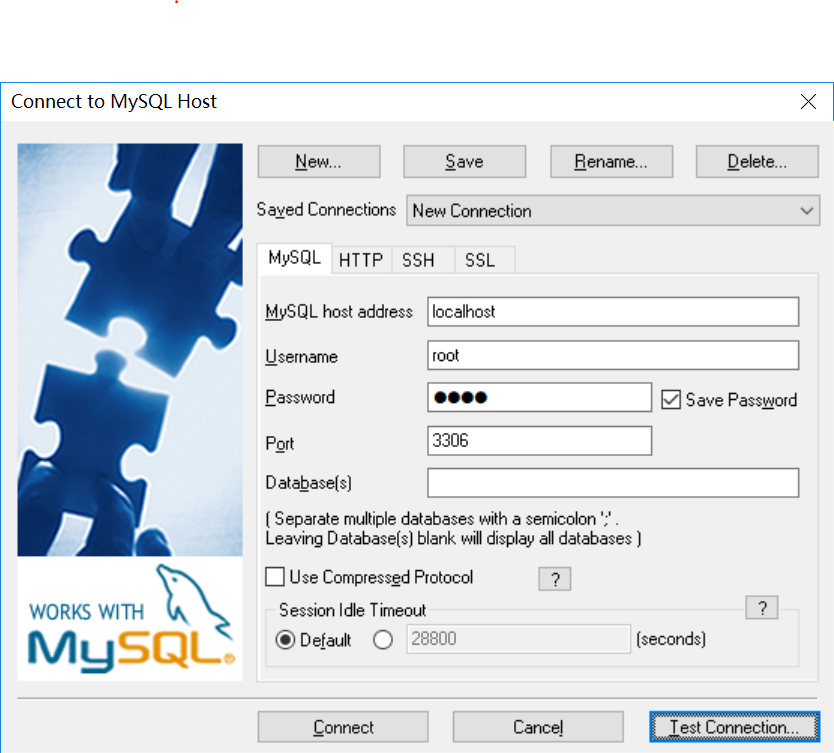 Connect to MySQL Host
New... Save Rename... Delete...
Saved Connections New Connection
MySQL HTTP SSH SSL
MySQL host address localhost
Username root
Password ●●●● Save Password
Port 3306
Database(s)
( Separate multiple databases with a semicolon ';' .
Leaving Database(s) blank will display all databases )
Use Compressed Protocol ?
Session Idle Timeout ?
Default 28800 (seconds)
WORKS WITH
MySQL®
Connect Cancel Test Connection...